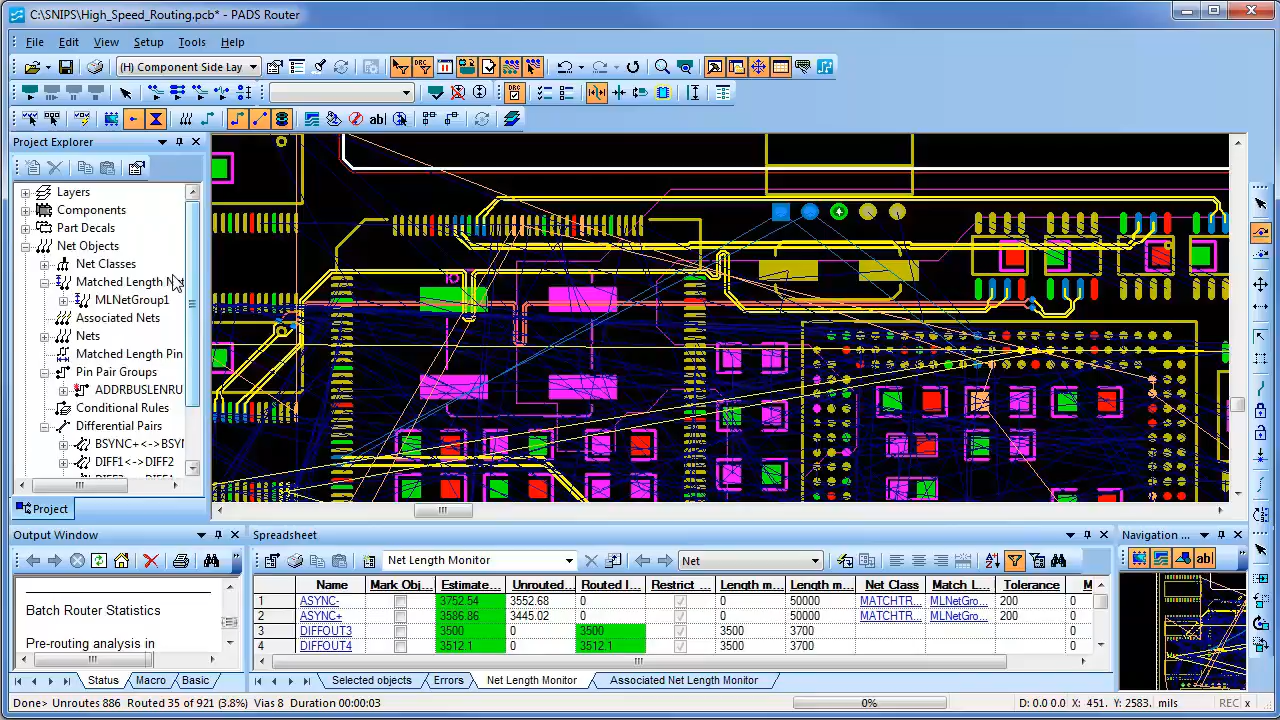 C:\SNIPS\High_Speed_Routing.pcb* - PADS Router
File Edit View Setup Tools Help
(H) Component Side Lay
abl
Project Explorer
Layers
Components
Part Decals
Net Objects
Net Classes
Matched Length N
MLNetGroup1
Associated Nets
Nets
Matched Length Pin
Pin Pair Groups
ADDRBUSLENRU
Conditional Rules
Differential Pairs
BSYNC+<->BSYN
DIFF1<->DIFF2
Project
Output Window
Spreadsheet
Navigation ...
Net Length Monitor
Net
abl
Batch Router Statistics
Pre-routing analysis in
Name Mark Obj... Estimate... Unrouted... Routed l... Restrict ... Length m... Length m... Net Class Match L... Tolerance M
1 ASYNC- 3752.54 3552.68 0 0 50000 MATCHTR... MLNetGro... 200 0
2 ASYNC+ 3586.86 3445.02 0 0 50000 MATCHTR... MLNetGro... 200 0
3 DIFFOUT3 3500 0 3500 3500 3700 0
4 DIFFOUT4 3512.1 0 3512.1 3500 3700 0
Status Macro Basic
Selected objects Errors Net Length Monitor Associated Net Length Monitor
Done> Unroutes 886 Routed 35 of 921 (3.8%) Vias 8 Duration 00:00:03
0%
D: 0.0 0.0 X: 451. Y: 2583. mils REC x